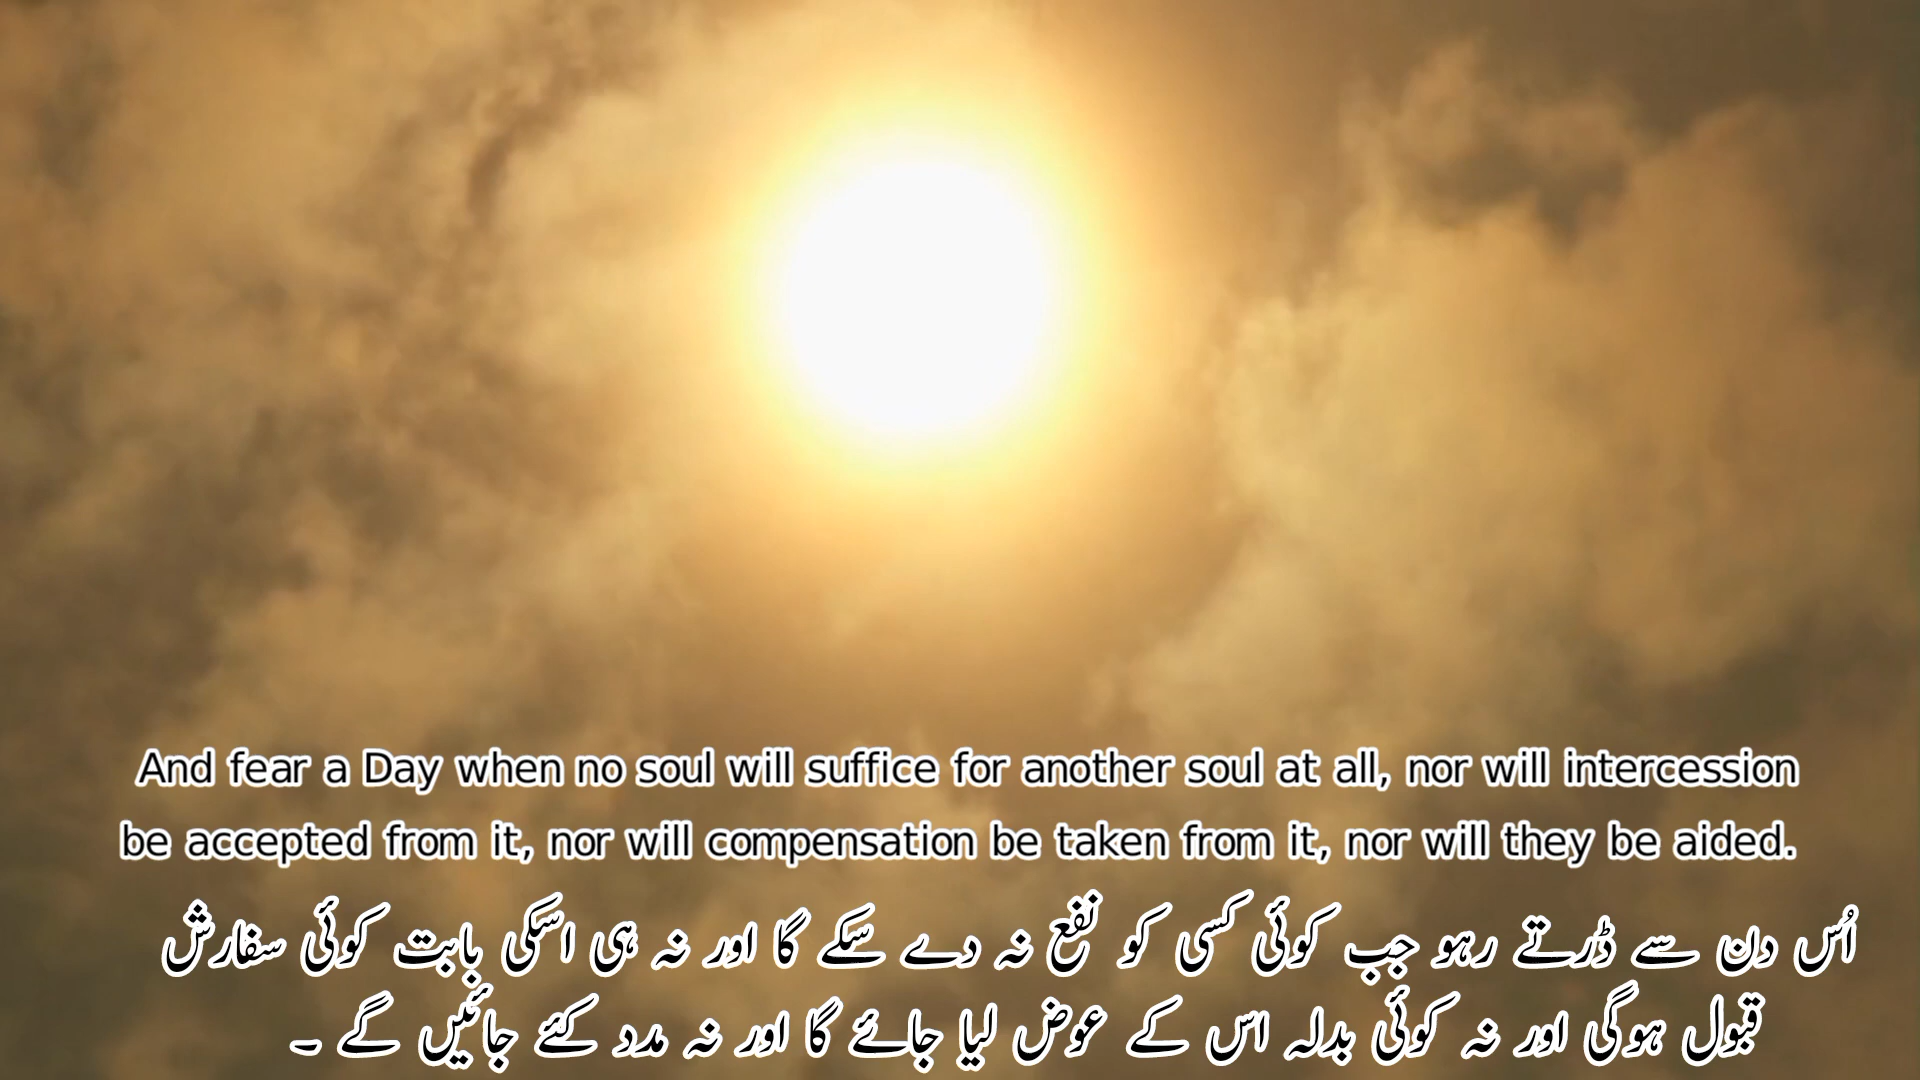 And fear a Day when no soul will suffice for another soul at all, nor will intercession
be accepted from it, nor will compensation be taken from it, nor will they be aided.
اُس دن سے ڈرتے رہو جب کوئی کسی کو نفع نہ دے سکے گا اور نہ ہی اسکی بابت کوئی سفارش
قبول ہوگی اور نہ کوئی بدلہ اس کے عوض لیا جائے گا اور نہ مدد کئے جائیں گے ۔